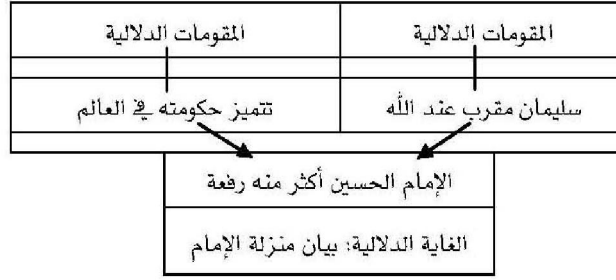 المقومات الدلالية
المقومات الدلالية
سليمان مقرب عند الله
تتميز حكومته في العالم
الإمام الحسين أكثر منه رفعة
الغاية الدلالية: بيان منزلة الإمام